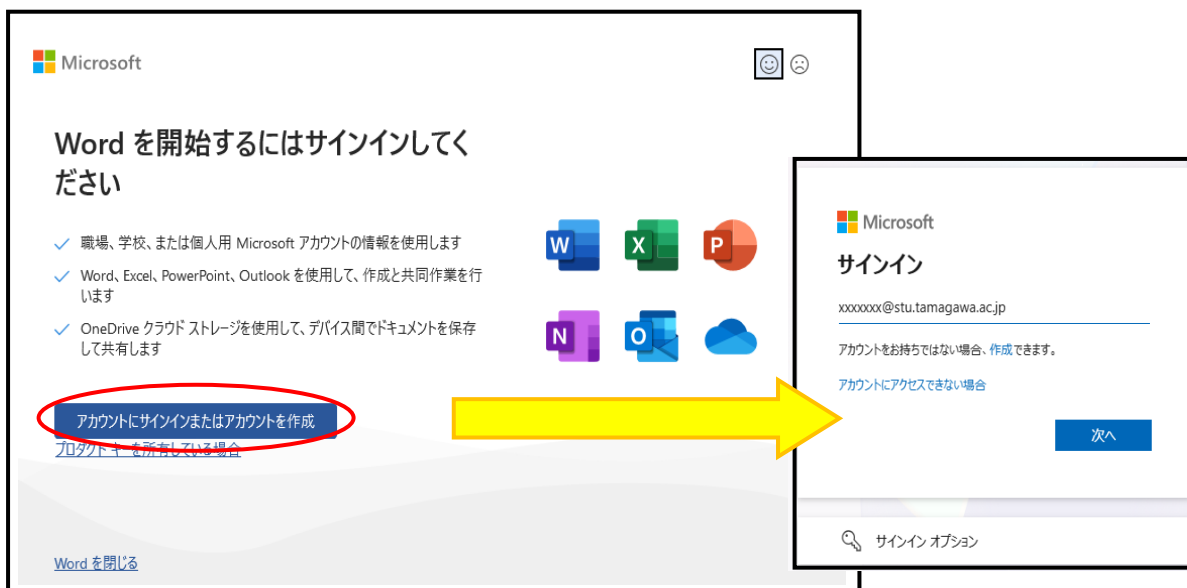 Microsoft
Word を開始するにはサインインしてく
ださい
職場、学校、または個人用 Microsoft アカウントの情報を使用します
Word、Excel、PowerPoint、Outlook を使用して、作成と共同作業を行
います
OneDrive クラウド ストレージを使用して、デバイス間でドキュメントを保存
して共有します
W
X
P
N
O
アカウントにサインインまたはアカウントを作成
プロダクト キーを所有している場合
Word を閉じる
Microsoft
サインイン
xxxxxxx@stu.tamagawa.ac.jp
アカウントをお持ちではない場合、作成できます。
アカウントにアクセスできない場合
次へ
サインイン オプション